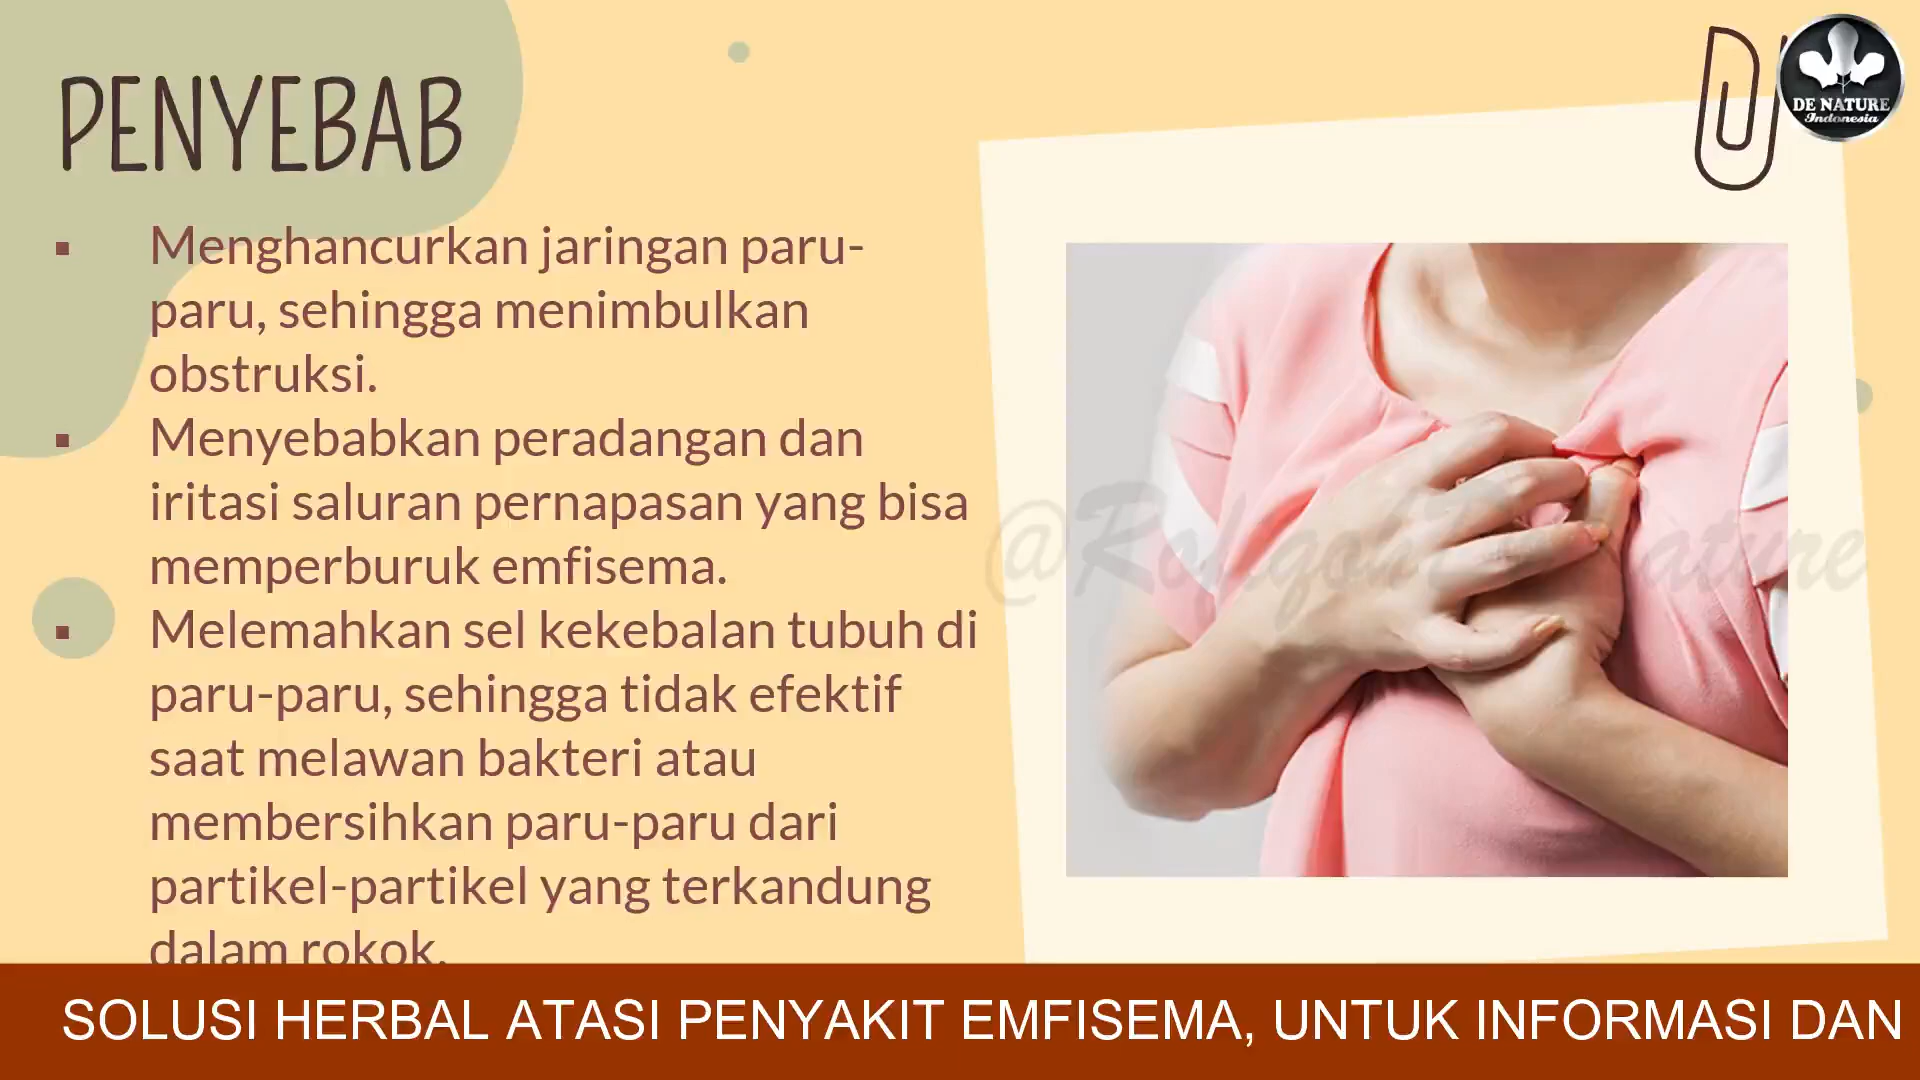 PENYEBAB
DE NATURE
Indonesia
▪ Menghancurkan jaringan paru-
paru, sehingga menimbulkan
obstruksi.
▪ Menyebabkan peradangan dan
iritasi saluran pernapasan yang bisa
memperburuk emfisema.
▪ Melemahkan sel kekebalan tubuh di
paru-paru, sehingga tidak efektif
saat melawan bakteri atau
membersihkan paru-paru dari
partikel-partikel yang terkandung
dalam rokok.
SOLUSI HERBAL ATASI PENYAKIT EMFISEMA, UNTUK INFORMASI DAN